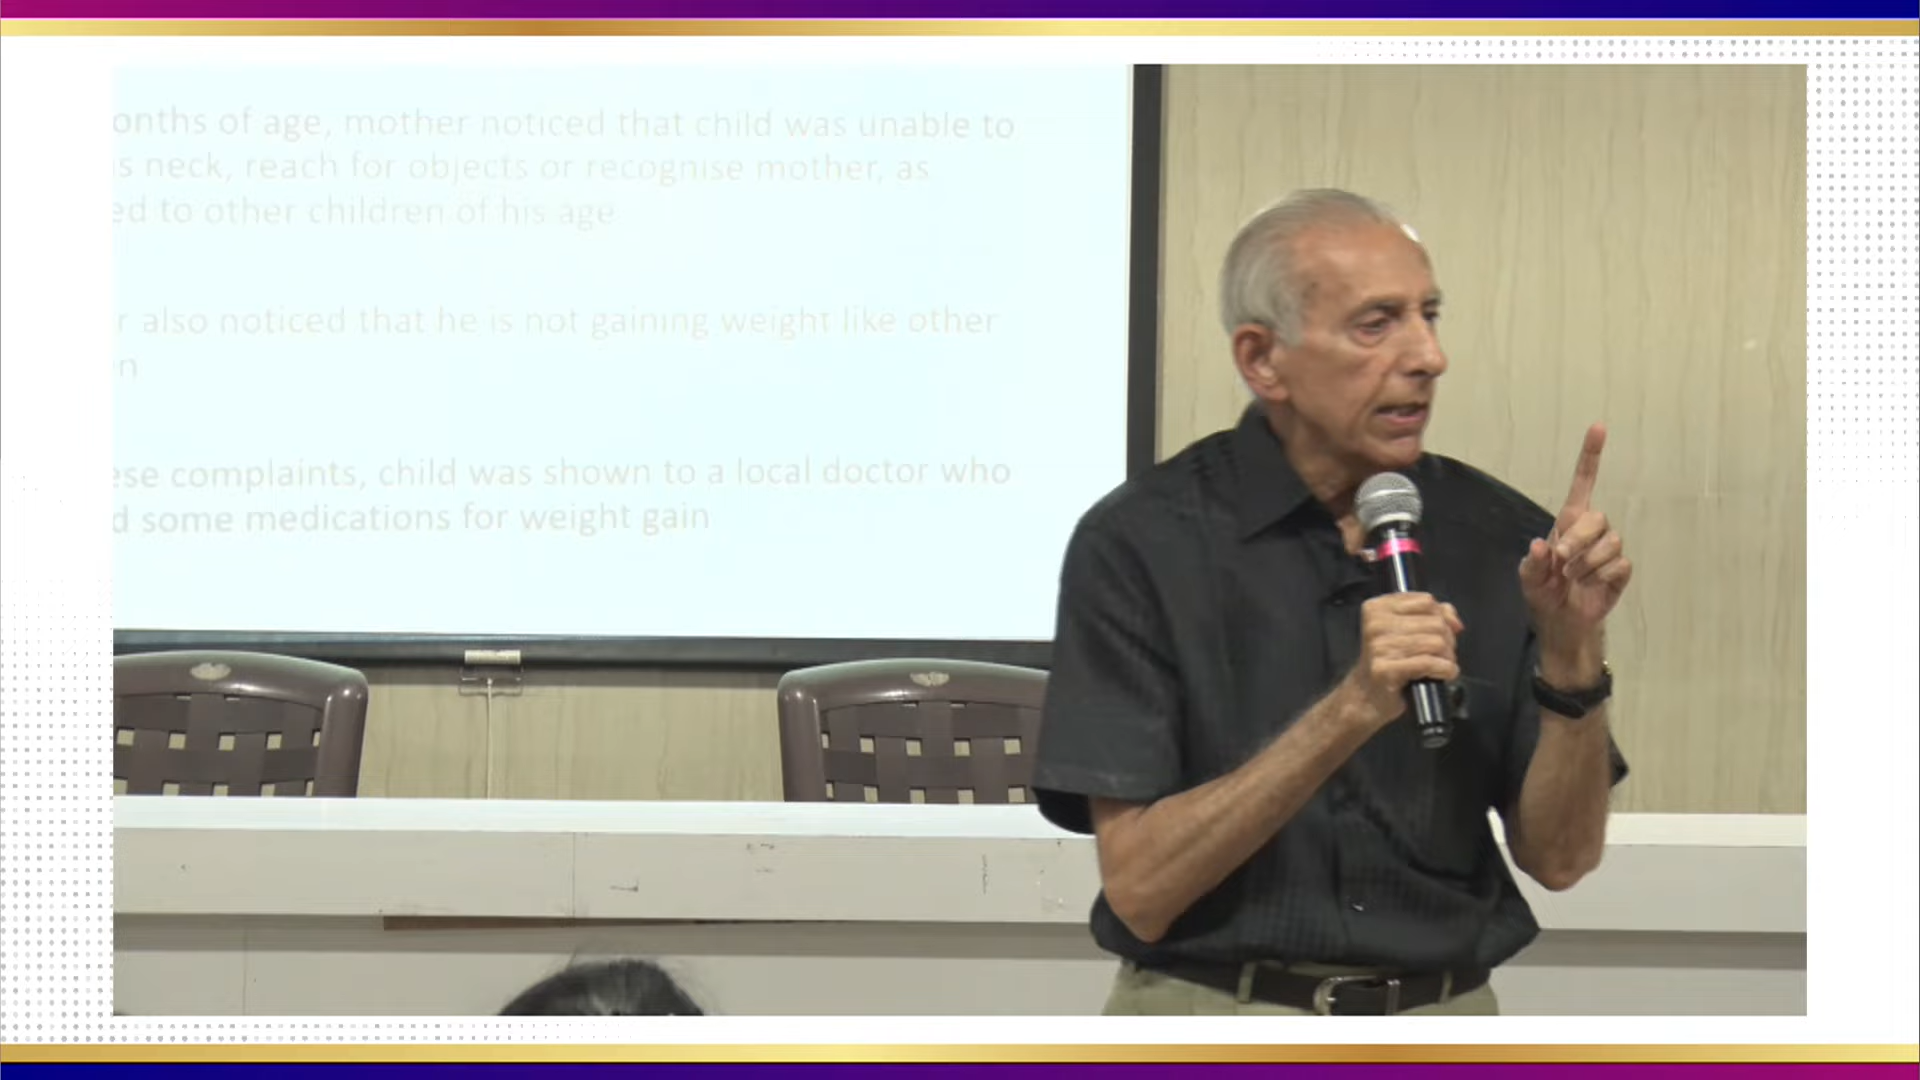 onths of age, mother noticed that child was unable to
s neck, reach for objects or recognise mother, as
ed to other children of his age
r also noticed that he is not gaining weight like other
n
ese complaints, child was shown to a local doctor who
d some medications for weight gain